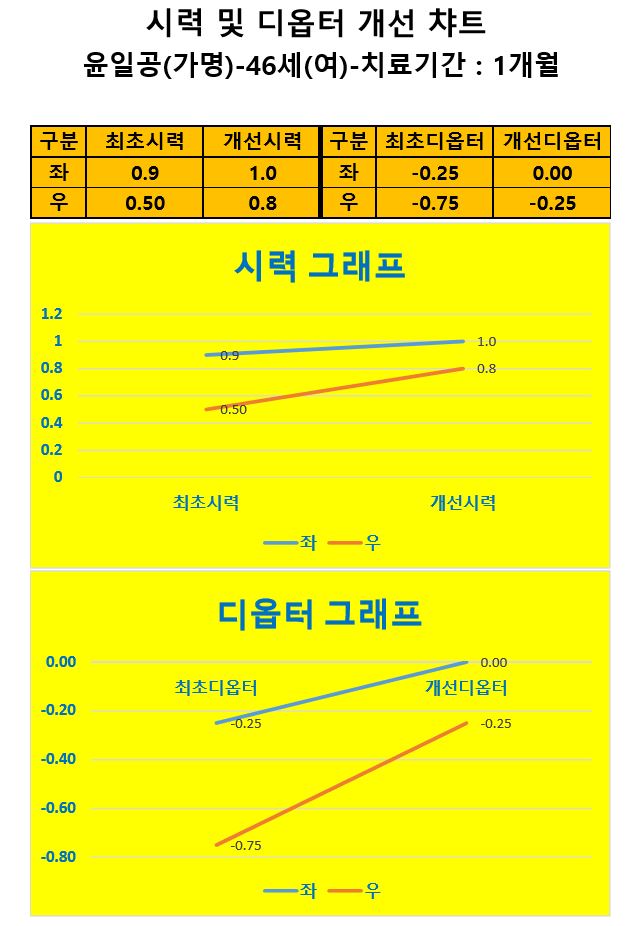 시력 및 디옵터 개선 챠트
윤일공(가명)-46세(여)-치료기간 : 1개월
구분 최초시력 개선시력 구분 최초디옵터 개선디옵터
좌 0.9 1.0 좌 -0.25 0.00
우 0.50 0.8 우 -0.75 -0.25
시력 그래프
1.2
1
0.8
0.6
0.4
0.2
0
0.9
1.0
0.50
0.8
최초시력 개선시력
좌 우
디옵터 그래프
0.00
-0.20
-0.40
-0.60
-0.80
최초디옵터 개선디옵터
0.00
-0.25
-0.25
-0.75
좌 우